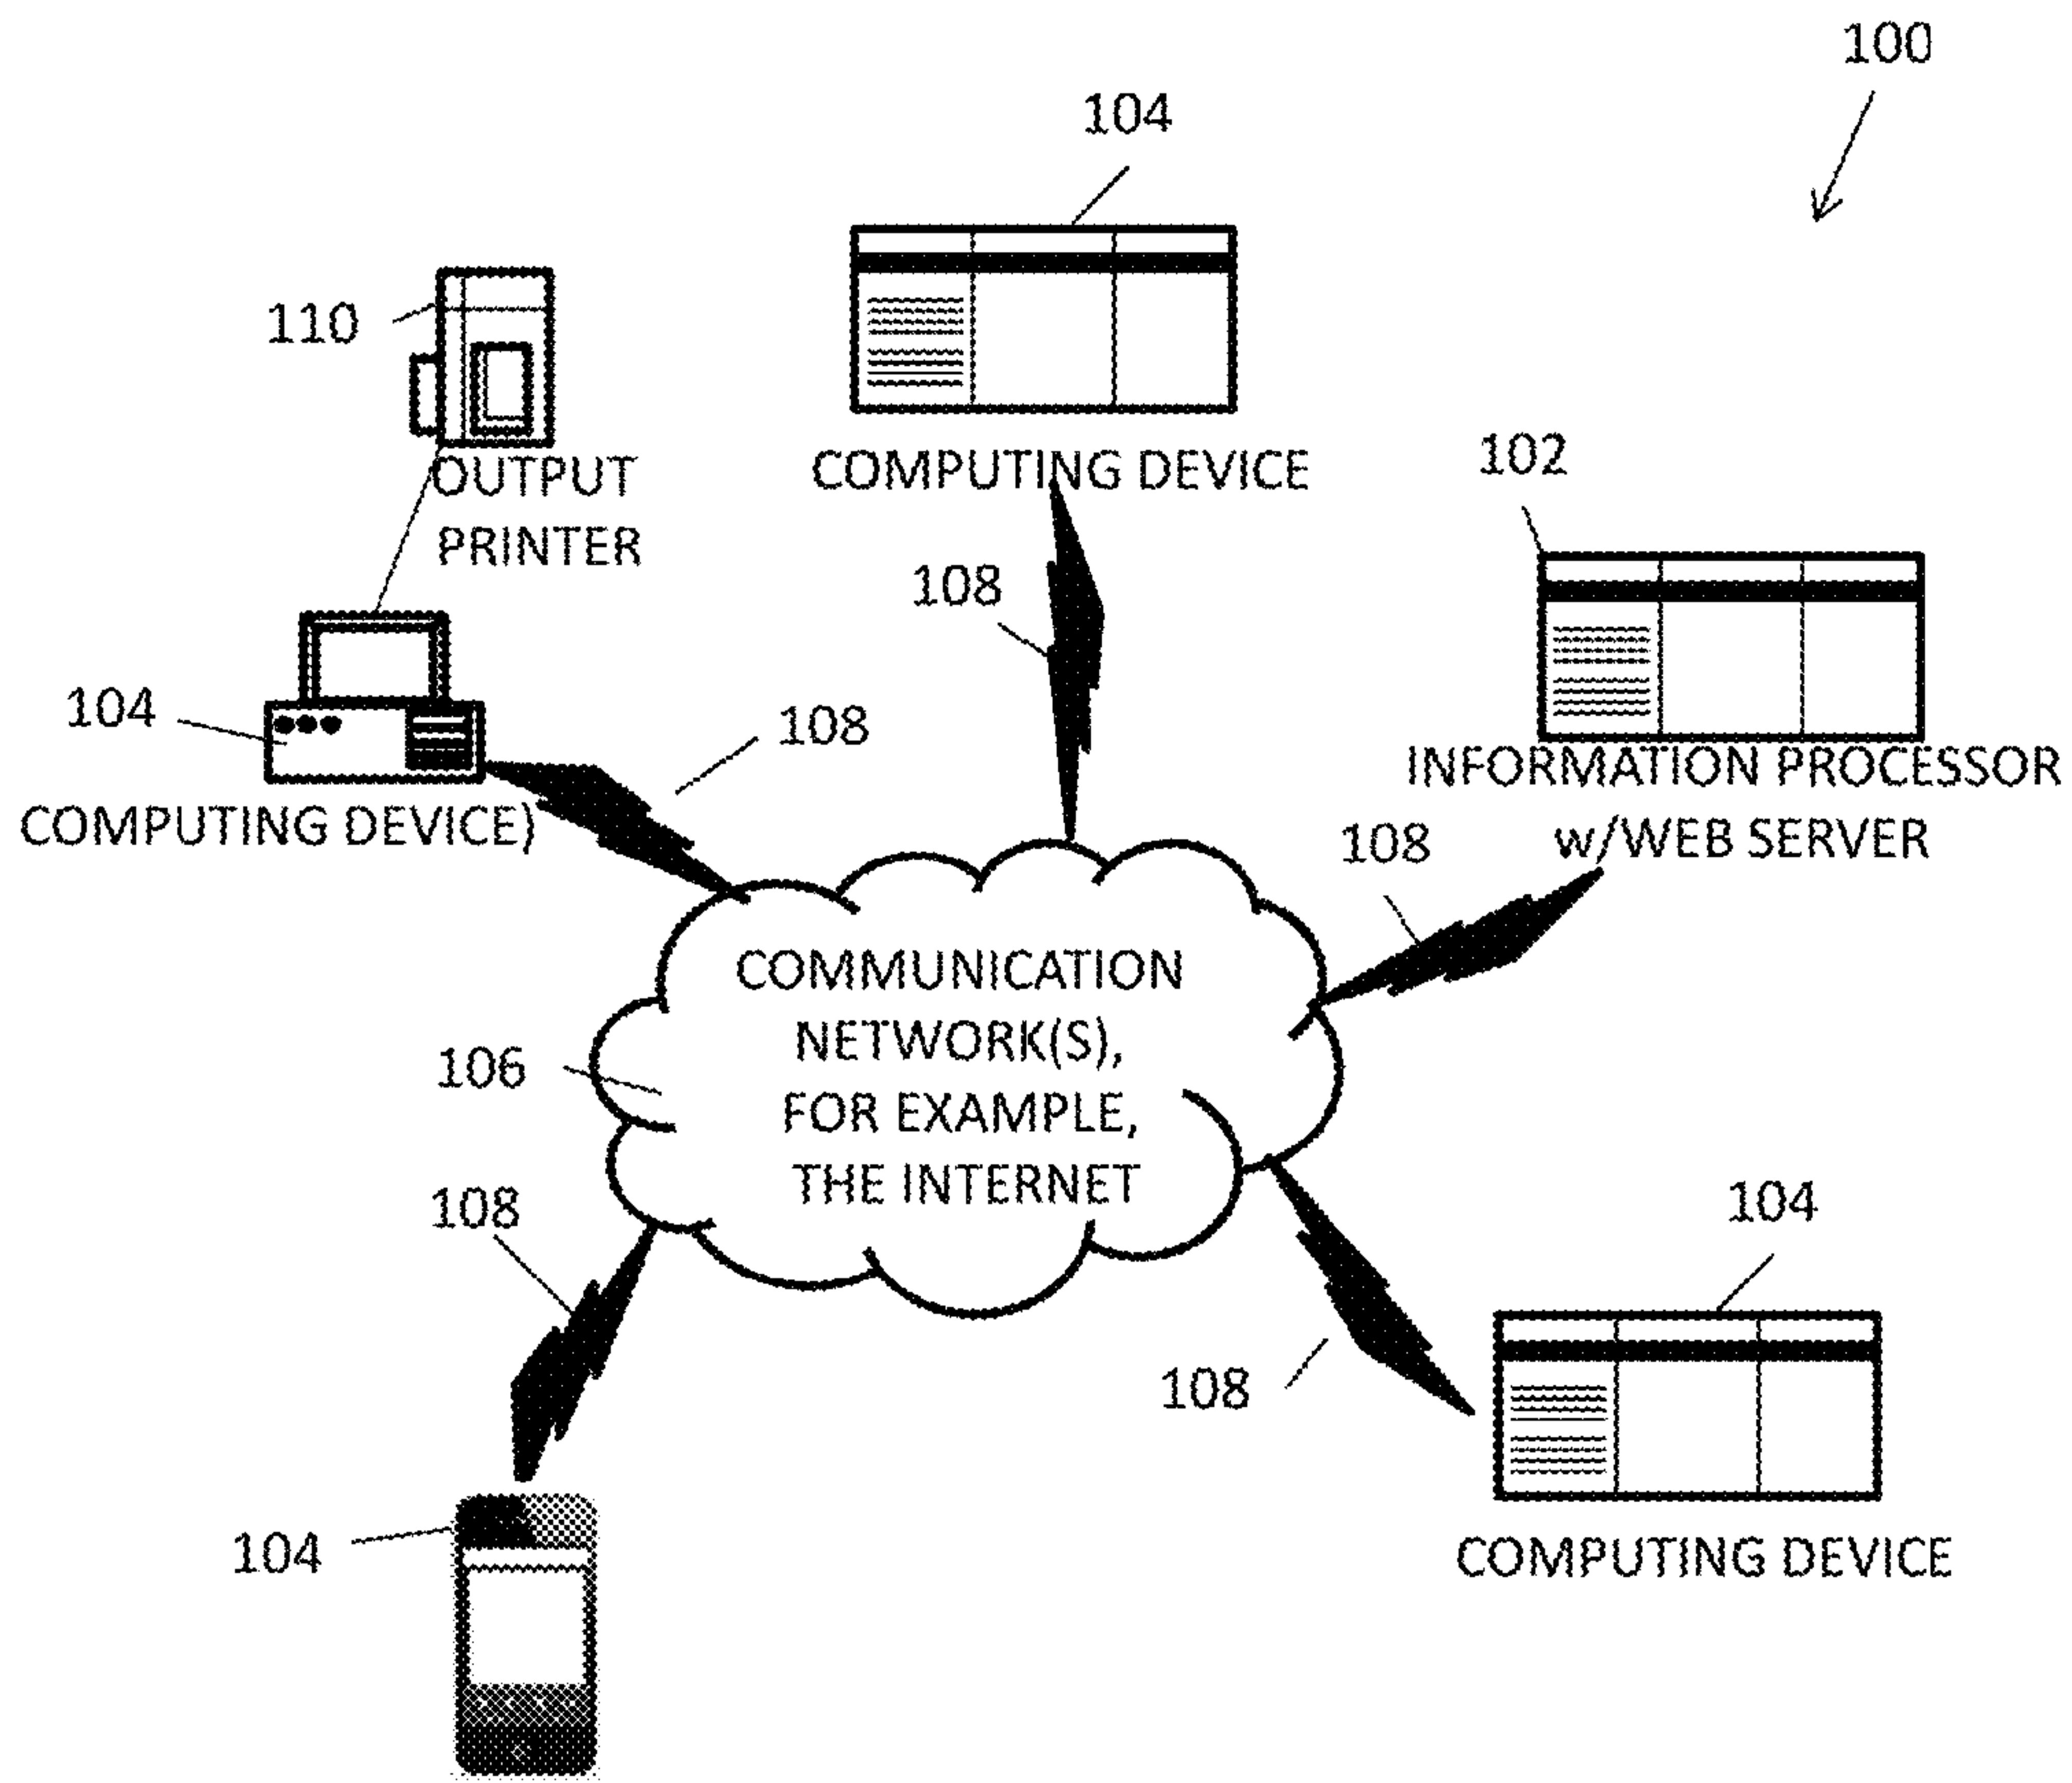 100
104
110
OUTPUT
PRINTER
COMPUTING DEVICE
102
108
INFORMATION PROCESSOR
w/WEB SERVER
104
108
COMPUTING DEVICE)
108
COMMUNICATION
NETWORK(S),
FOR EXAMPLE,
THE INTERNET
106
108
104
108
COMPUTING DEVICE
104